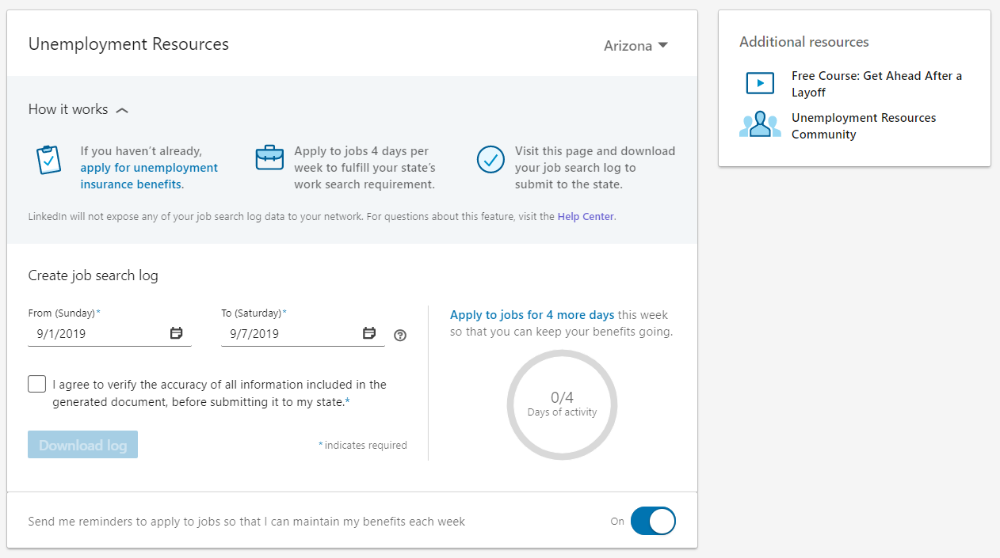 Unemployment Resources
Arizona
How it works
If you haven't already,
apply for unemployment
insurance benefits.
Apply to jobs 4 days per
week to fulfill your state's
work search requirement.
Visit this page and download
your job search log to
submit to the state.
LinkedIn will not expose any of your job search log data to your network. For questions about this feature, visit the Help Center.
Create job search log
From (Sunday)*
9/1/2019
To (Saturday)*
9/7/2019
?
I agree to verify the accuracy of all information included in the
generated document, before submitting it to my state.*
Download log
* indicates required
Apply to jobs for 4 more days this week
so that you can keep your benefits going.
0/4
Days of activity
Send me reminders to apply to jobs so that I can maintain my benefits each week
On
Additional resources
Free Course: Get Ahead After a
Layoff
Unemployment Resources
Community